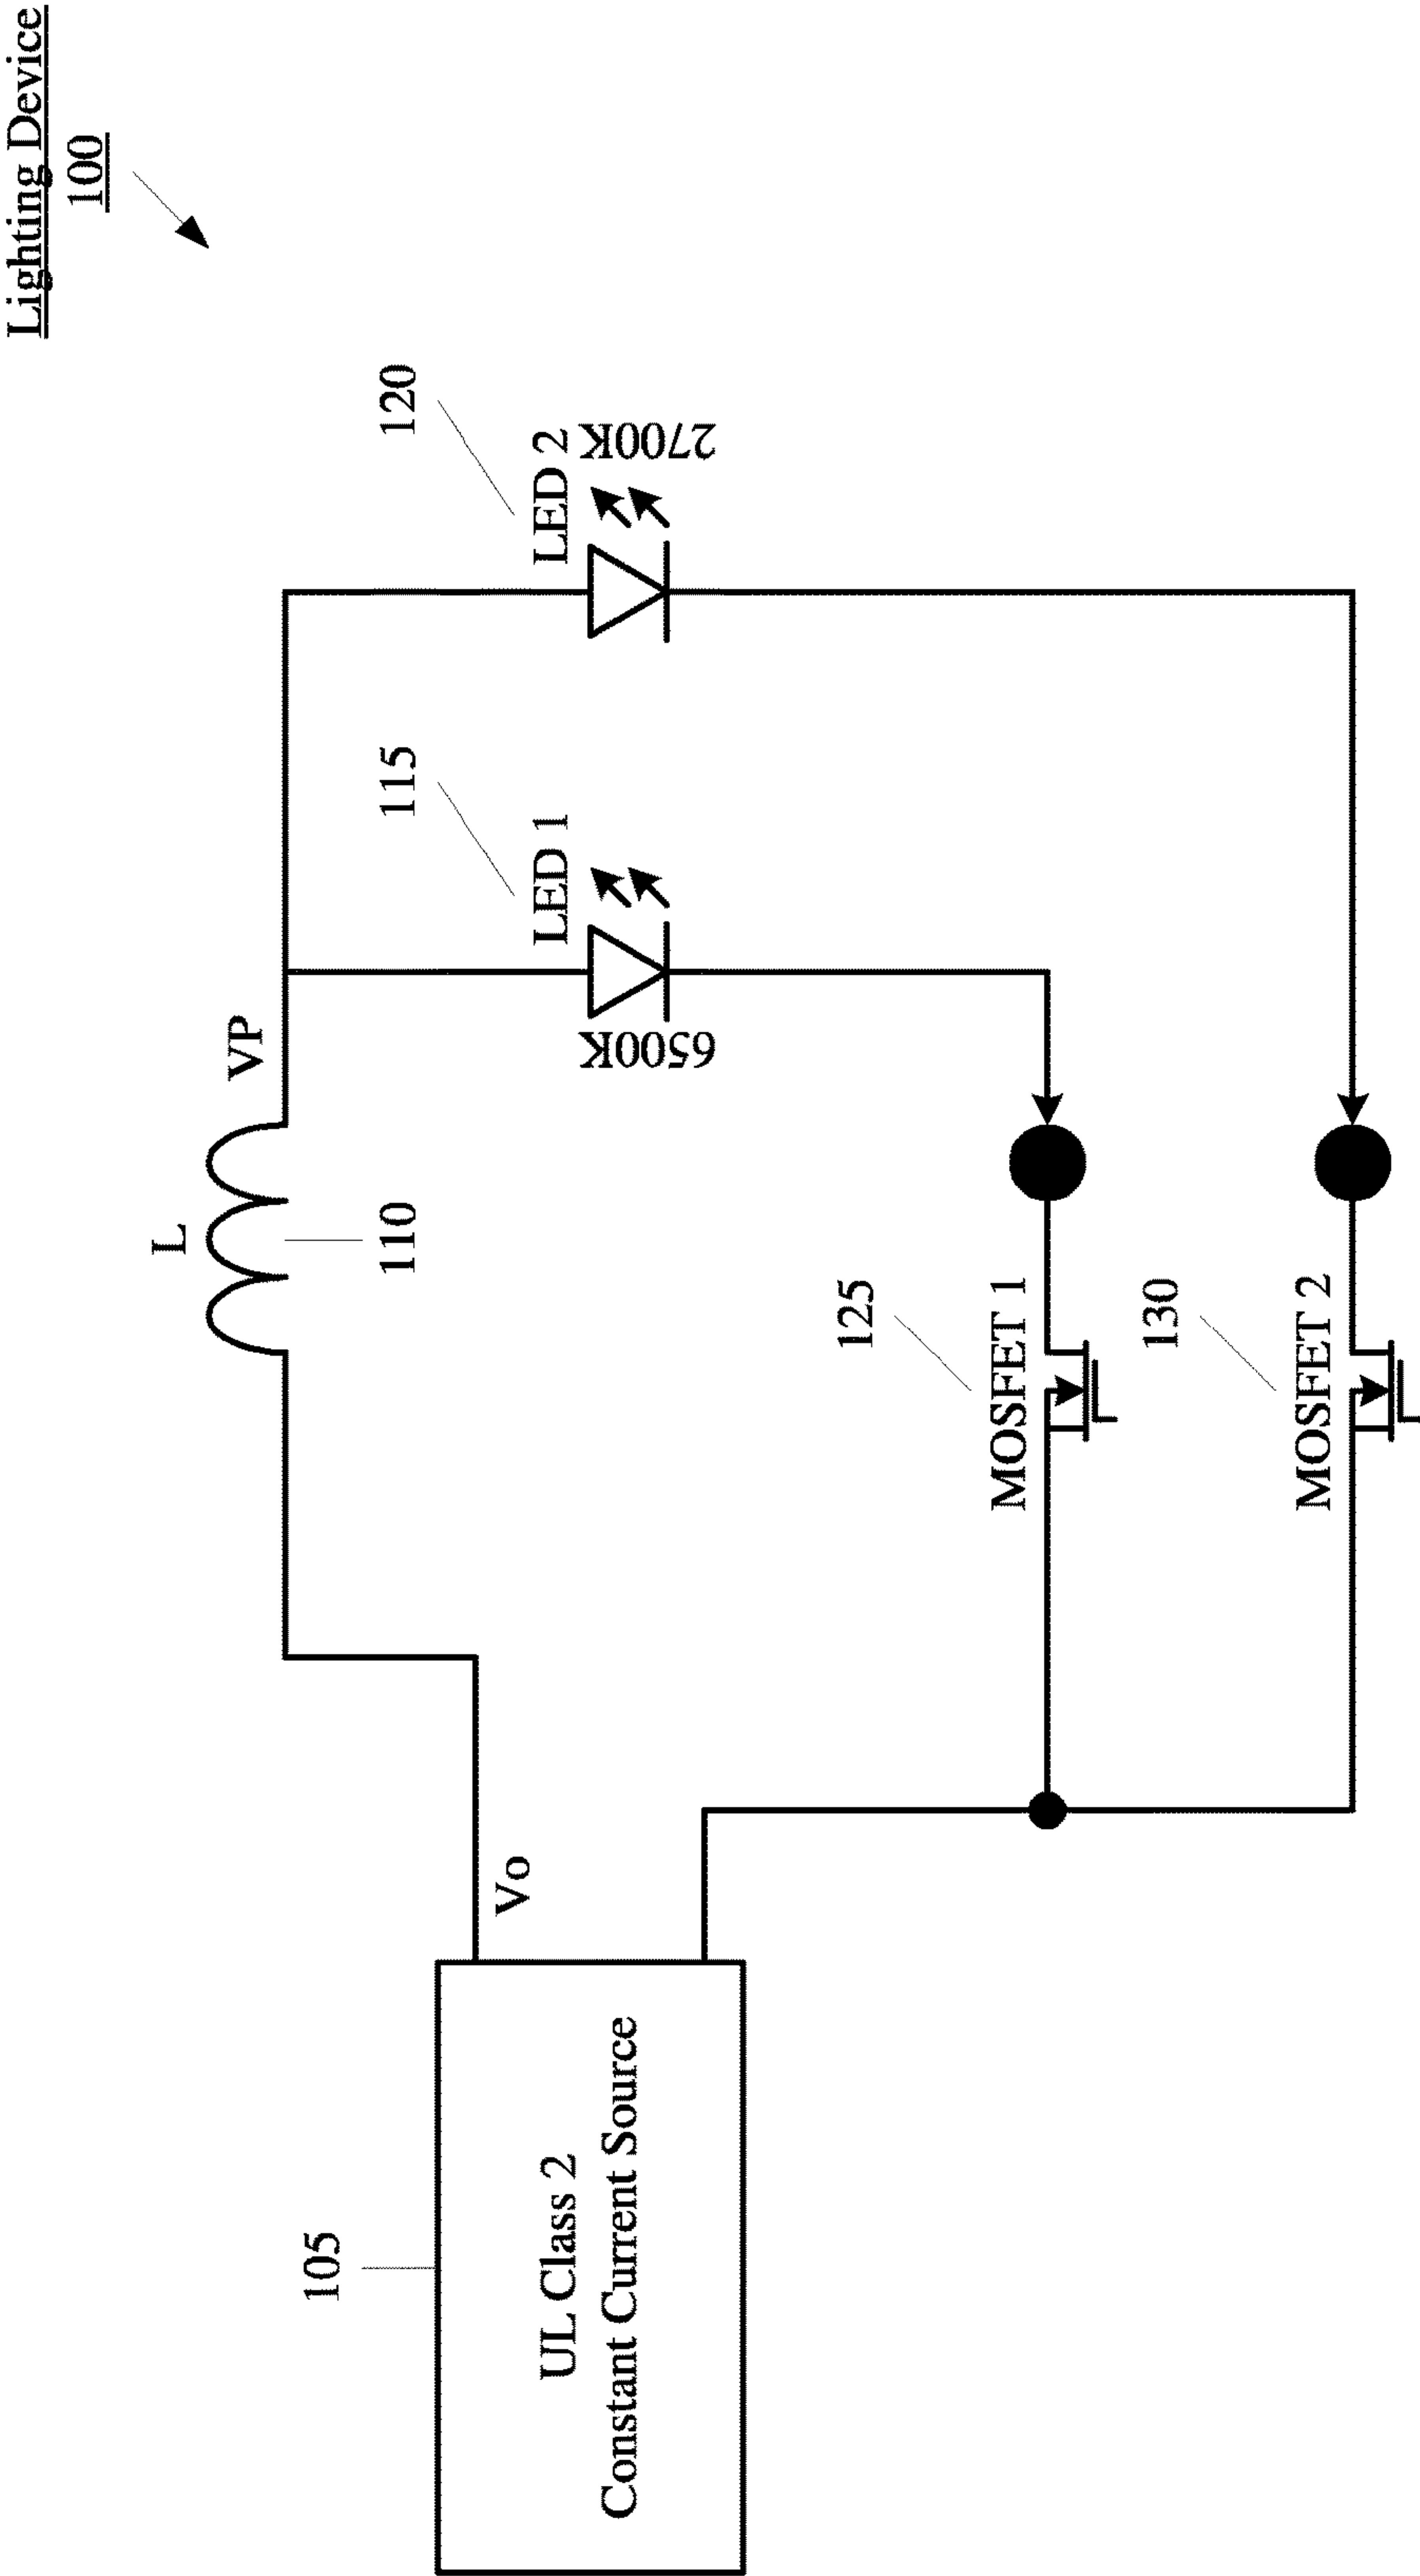 Lighting Device
100
L
110
VP
120
LED 2
2700K
115
LED 1
6500K
Vo
105
UL Class 2
Constant Current Source
125
MOSFET 1
130
MOSFET 2